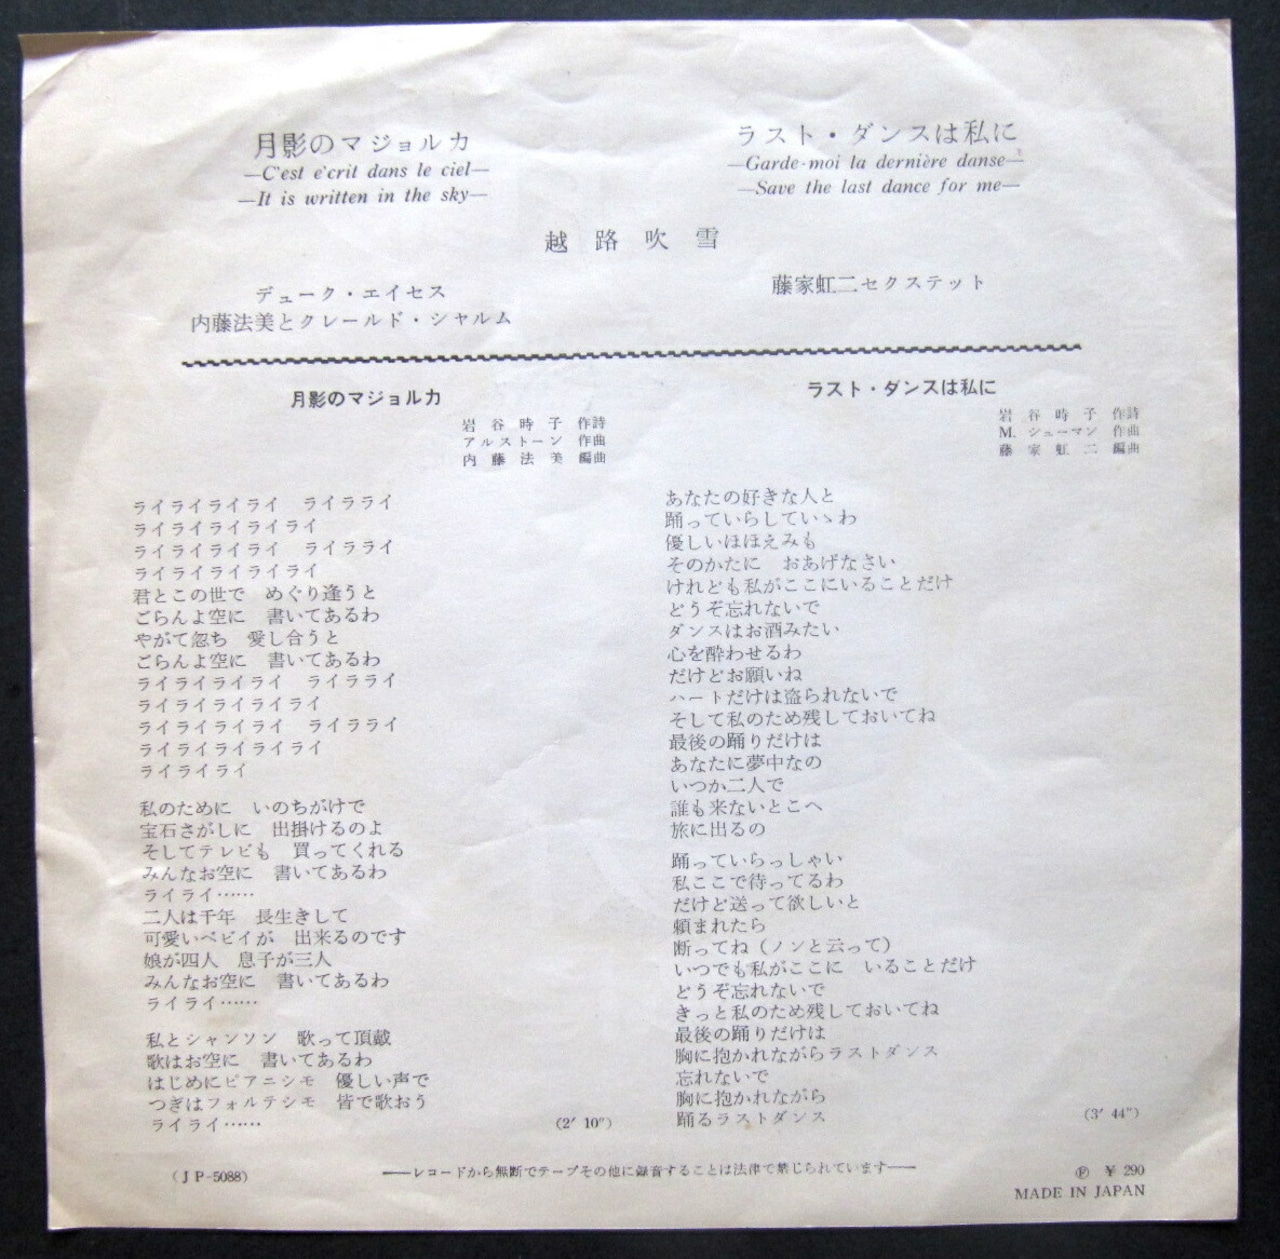 月影のマジョルカ
—C'est e'crit dans le ciel—
—It is written in the sky—
ラスト・ダンスは私に
—Garde-moi la dernière danse—
—Save the last dance for me—
越路吹雪
デューク・エイセス
内藤法美とクレールド・シャルム
藤家虹二セクステット
月影のマジョルカ
岩谷時子 作詩
アルストーン 作曲
内藤法美 編曲
ライライライライ　ライラライ
ライライライライライ
ライライライライ　ライラライ
ライライライライライ
君とこの世で　めぐり逢うと
ごらんよ空に　書いてあるわ
やがて忽ち　愛し合うと
ごらんよ空に　書いてあるわ
ライライライライ　ライラライ
ライライライライライ
ライライライライ　ライラライ
ライライライライライ
ライライライ
私のために　いのちがけで
宝石さがしに　出掛けるのよ
そしてテレビも　買ってくれる
みんなお空に　書いてあるわ
ライライ……
二人は千年　長生きして
可愛いベビイが　出来るのです
娘が四人　息子が三人
みんなお空に　書いてあるわ
ライライ……
私とシャンソン　歌って頂戴
歌はお空に　書いてあるわ
はじめにピアニシモ　優しい声で
つぎはフォルテシモ　皆で歌おう
ライライ……
(2′ 10″)
ラスト・ダンスは私に
岩谷時子 作詩
M. シューマン 作曲
藤家虹二 編曲
あなたの好きな人と
踊っていらしていゝわ
優しいほほえみも
そのかたに　おあげなさい
けれども私がここにいることだけ
どうぞ忘れないで
ダンスはお酒みたい
心を酔わせるわ
だけどお願いね
ハートだけは盗られないで
そして私のため残しておいてね
最後の踊りだけは
あなたに夢中なの
いつか二人で
誰も来ないとこへ
旅に出るの
踊っていらっしゃい
私ここで待ってるわ
だけど送って欲しいと
頼まれたら
断ってね（ノンと云って）
いつでも私がここに　いることだけ
どうぞ忘れないで
きっと私のため残しておいてね
最後の踊りだけは
胸に抱かれながらラストダンス
忘れないで
胸に抱かれながら
踊るラストダンス
(3′ 44″)
(JP-5088)
——レコードから無断でテープその他に録音することは法律で禁じられています——
Ⓟ ￥290
MADE IN JAPAN